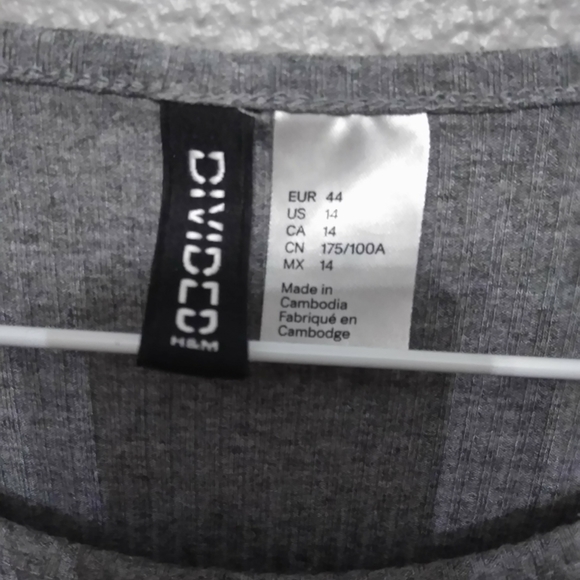 DIVIDED
H&M
EUR 44
US 14
CA 14
CN 175/100A
MX 14
Made in
Cambodia
Fabriqué en
Cambodge